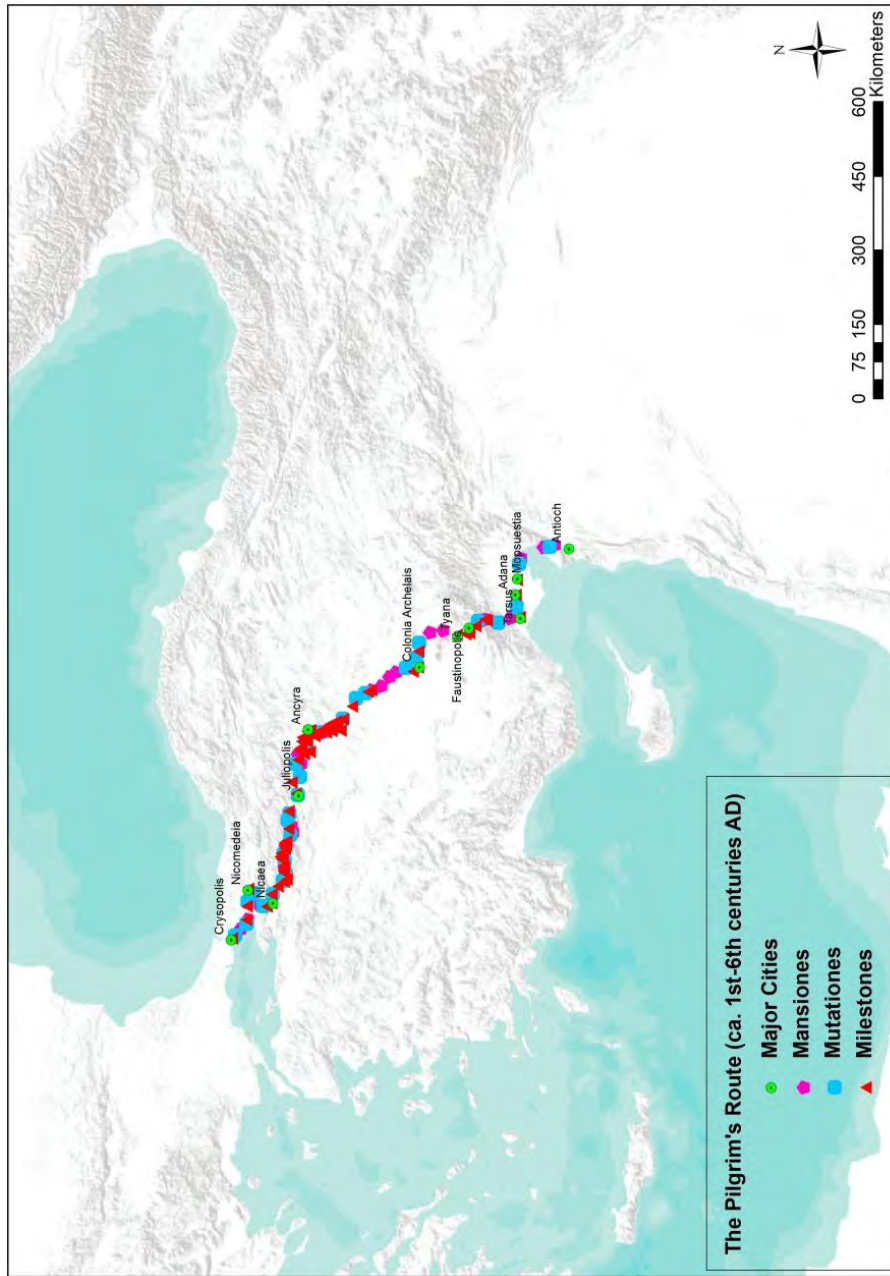 Crysopolis
Nicomedeia
Nicaea
Juliopolis
Ancyra
Colonia Archelais
Tyana
Faustinopolis
Tarsus
Adana
Mopsuestia
Antioch
The Pilgrim's Route (ca. 1st-6th centuries AD)
Major Cities
Mansiones
Mutationes
Milestones
N
0 75 150 300 450 600
Kilometers